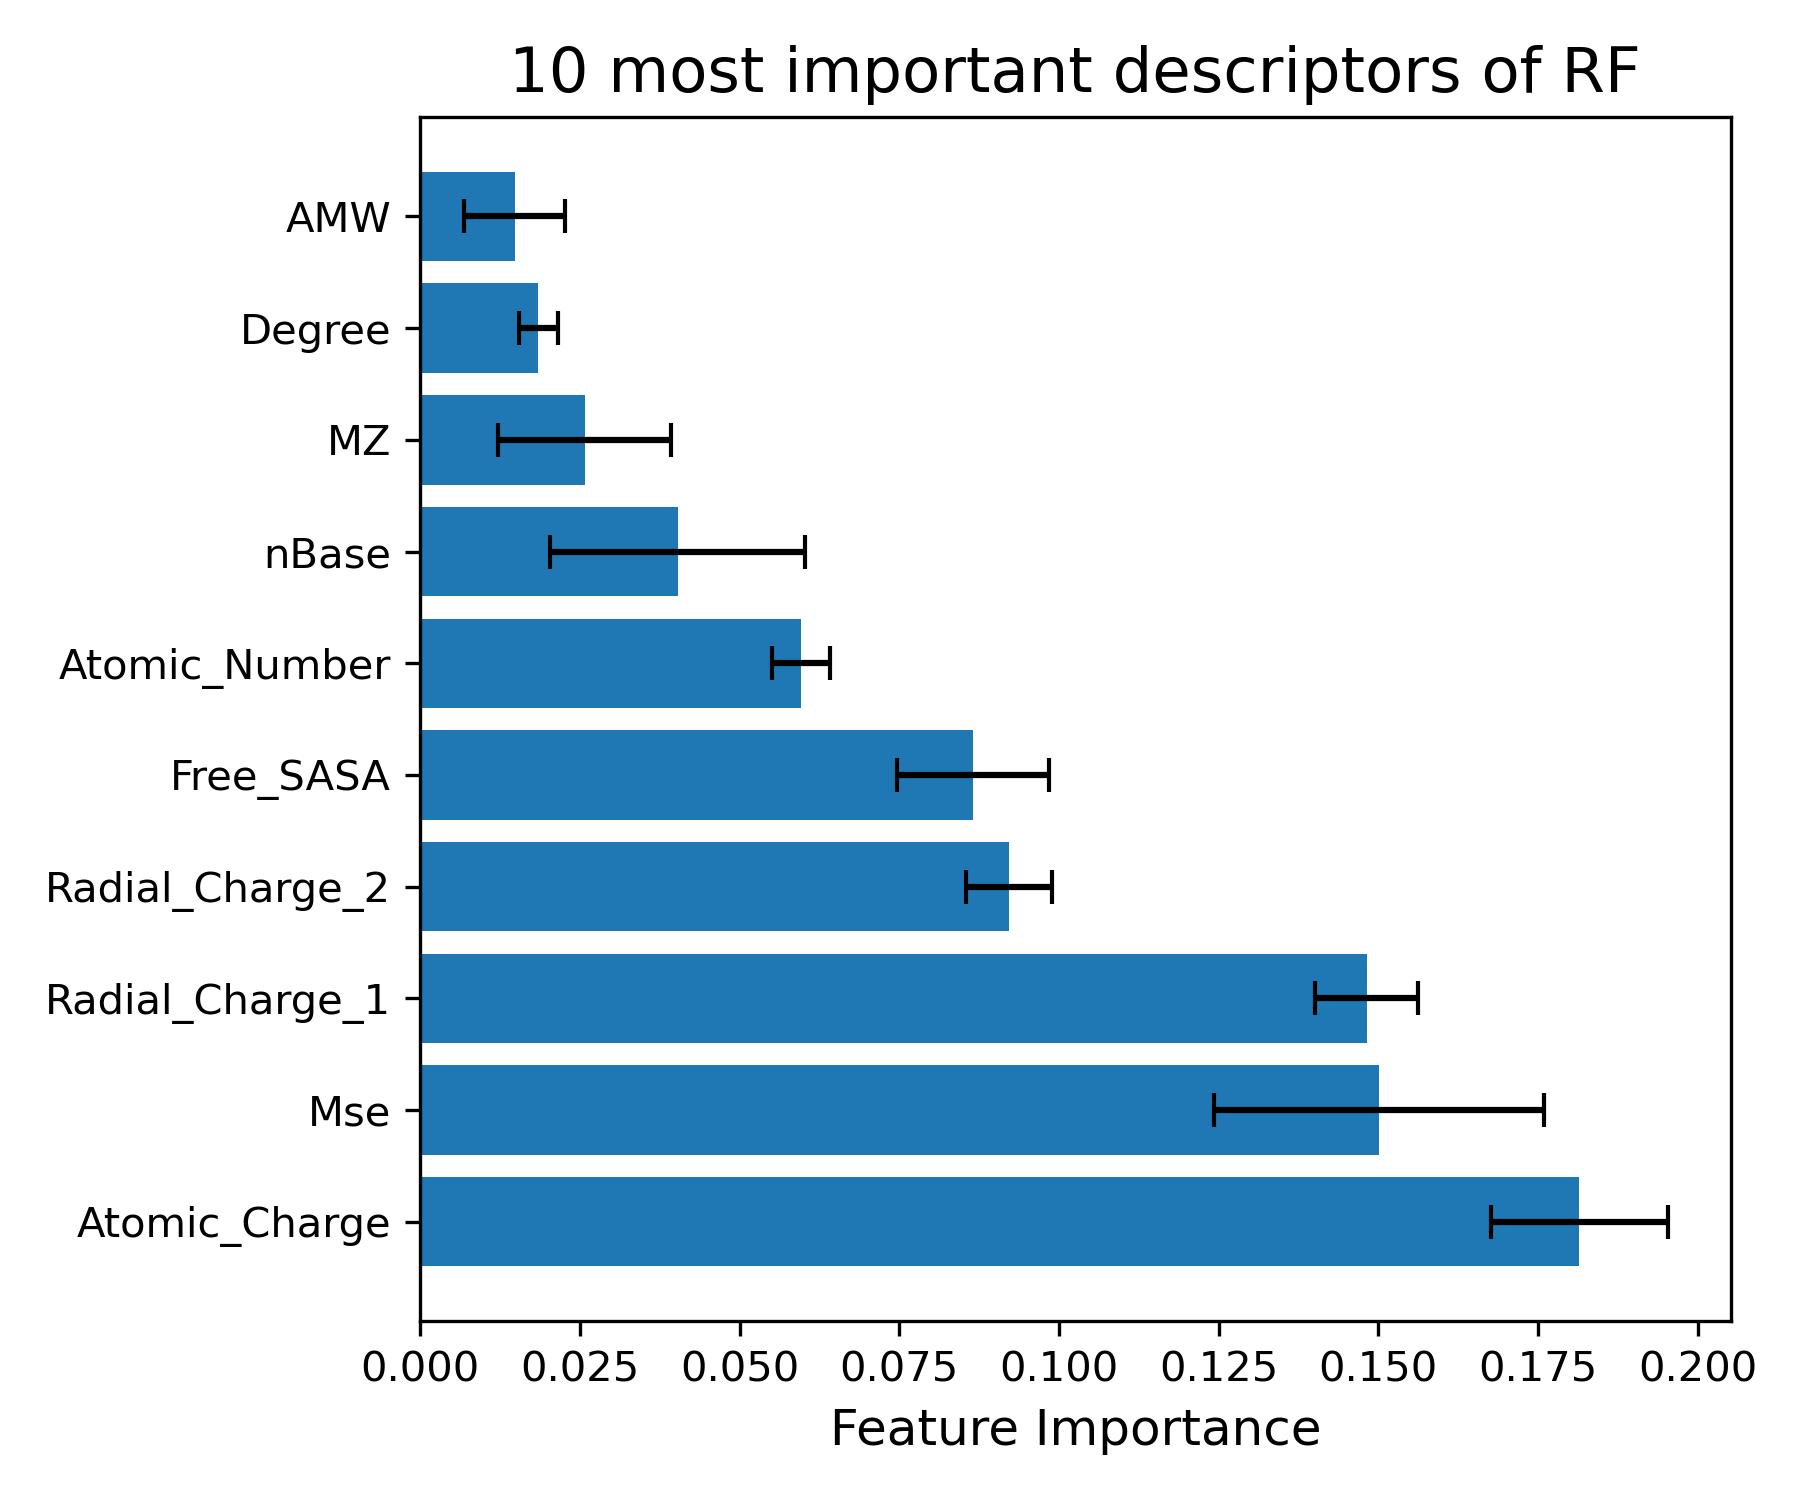 10 most important descriptors of RF
AMW
Degree
MZ
nBase
Atomic_Number
Free_SASA
Radial_Charge_2
Radial_Charge_1
Mse
Atomic_Charge
0.000 0.025 0.050 0.075 0.100 0.125 0.150 0.175 0.200
Feature Importance